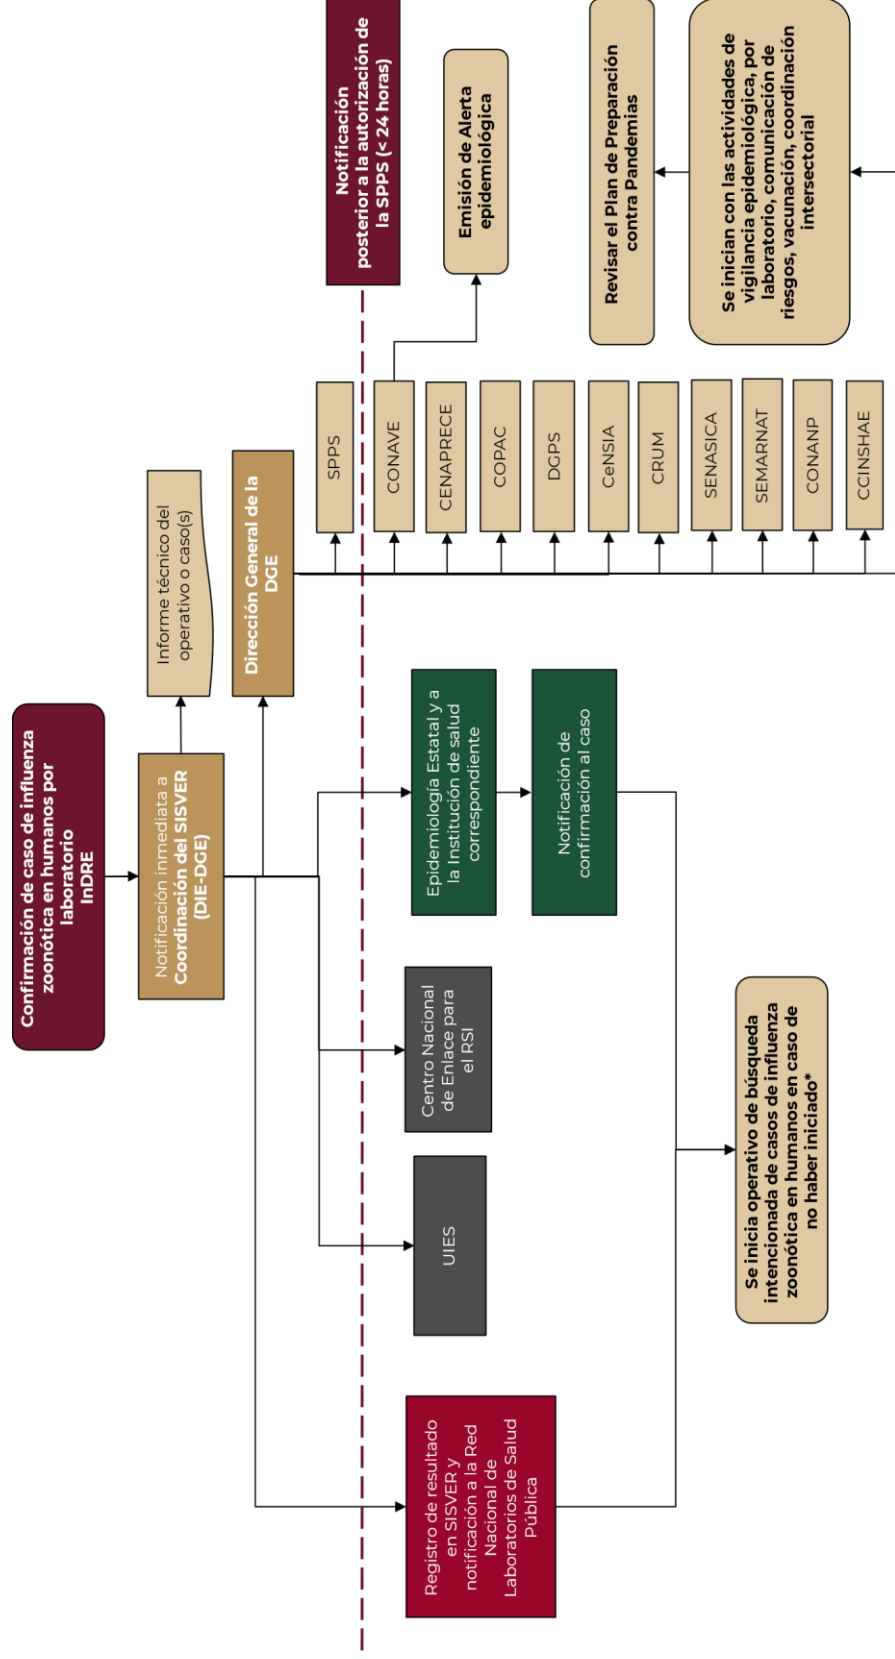 Confirmación de caso de influenza
zoonótica en humanos por
laboratorio
InDRE
Notificación inmediata a
Coordinación del SISVER
(DIE-DGE)
Informe técnico del
operativo o caso(s)
Dirección General de la
DGE
Notificación
posterior a la autorización de
la SPPS (< 24 horas)
Registro de resultado
en SISVER y
notificación a la Red
Nacional de
Laboratorios de Salud
Pública
UIES
Centro Nacional
de Enlace para
el RSI
Epidemiología Estatal y a
la Institución de salud
correspondiente
Notificación de
confirmación al caso
SPPS
CONAVE
CENAPRECE
COPAC
DGPS
CeNSIA
CRUM
SENASICA
SEMARNAT
CONANP
CCINSHAE
Emisión de Alerta
epidemiológica
Revisar el Plan de Preparación
contra Pandemias
Se inician con las actividades de
vigilancia epidemiológica, por
laboratorio, comunicación de
riesgos, vacunación, coordinación
intersectorial
Se inicia operativo de búsqueda
intencionada de casos de influenza
zoonótica en humanos en caso de
no haber iniciado*